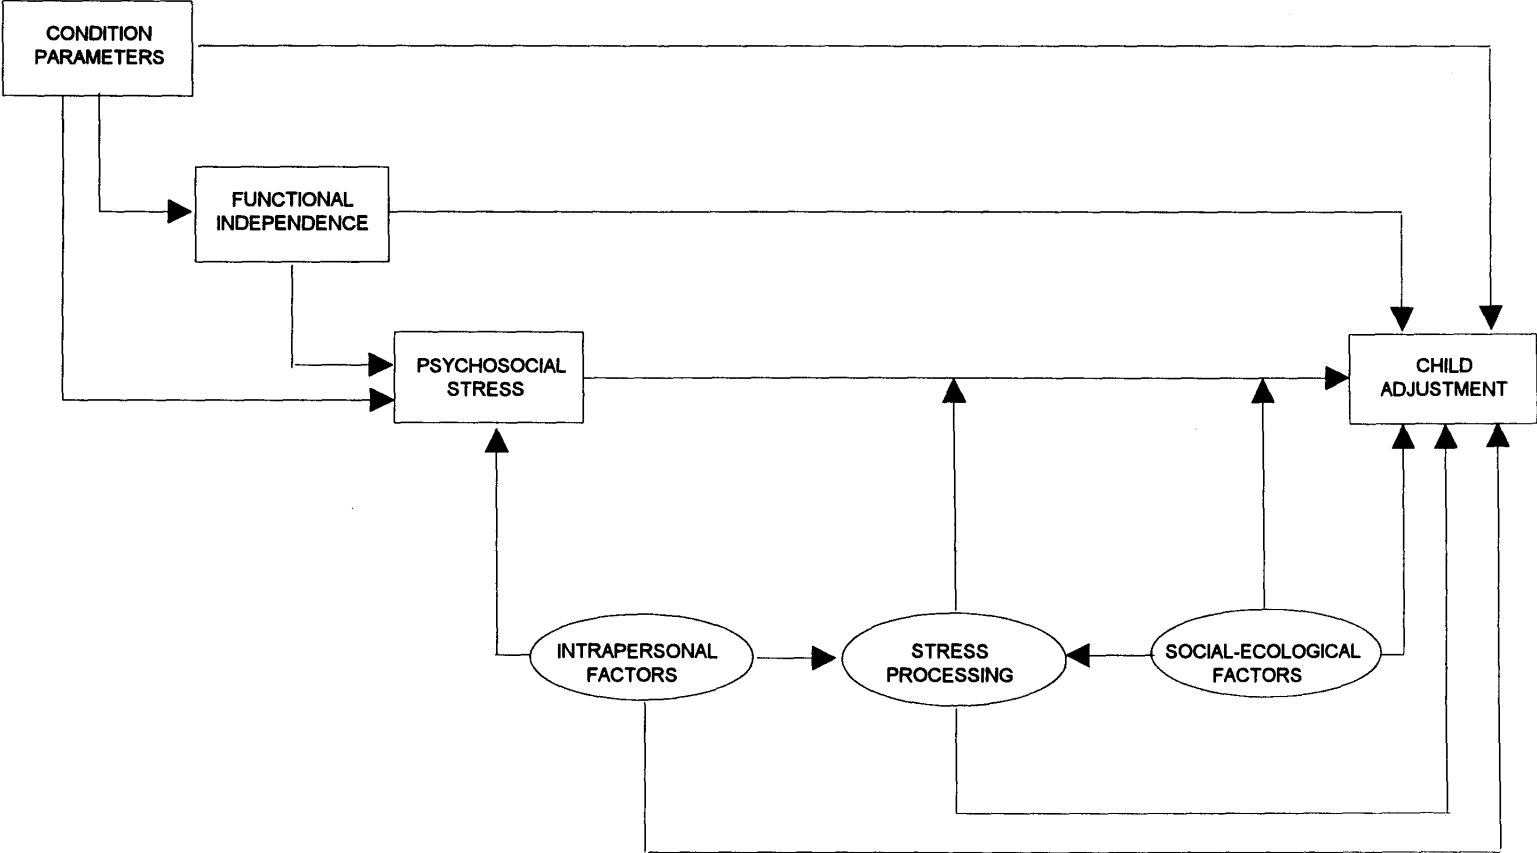 CONDITION
PARAMETERS
FUNCTIONAL
INDEPENDENCE
PSYCHOSOCIAL
STRESS
CHILD
ADJUSTMENT
INTRAPERSONAL
FACTORS
STRESS
PROCESSING
SOCIAL-ECOLOGICAL
FACTORS